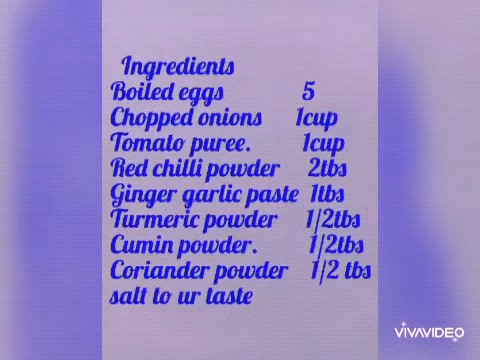 Ingredients
Boiled eggs 5
Chopped onions 1cup
Tomato puree. 1cup
Red chilli powder 2tbs
Ginger garlic paste 1tbs
Turmeric powder 1/2tbs
Cumin powder. 1/2tbs
Coriander powder 1/2 tbs
salt to ur taste
VIVAVIDEO